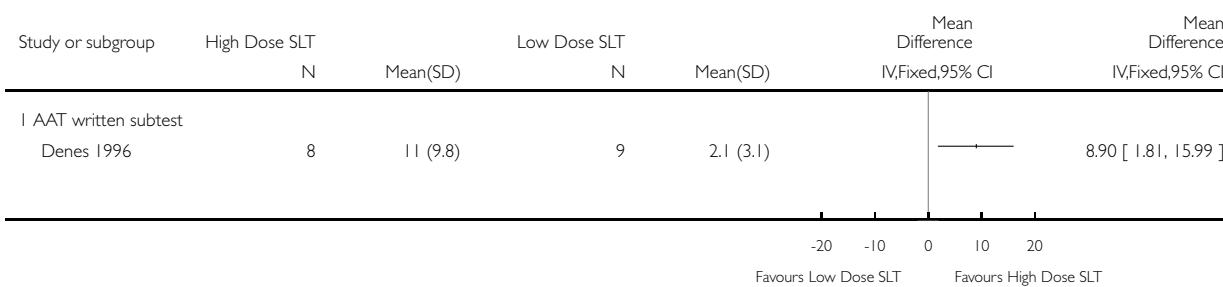 Mean Mean
Study or subgroup High Dose SLT Low Dose SLT Difference Difference
N Mean(SD) N Mean(SD) IV,Fixed,95% CI IV,Fixed,95% CI
1 AAT written subtest
Denes 1996 8 11 (9.8) 9 2.1 (3.1) 8.90 [ 1.81, 15.99 ]
-20 -10 0 10 20
Favours Low Dose SLT Favours High Dose SLT